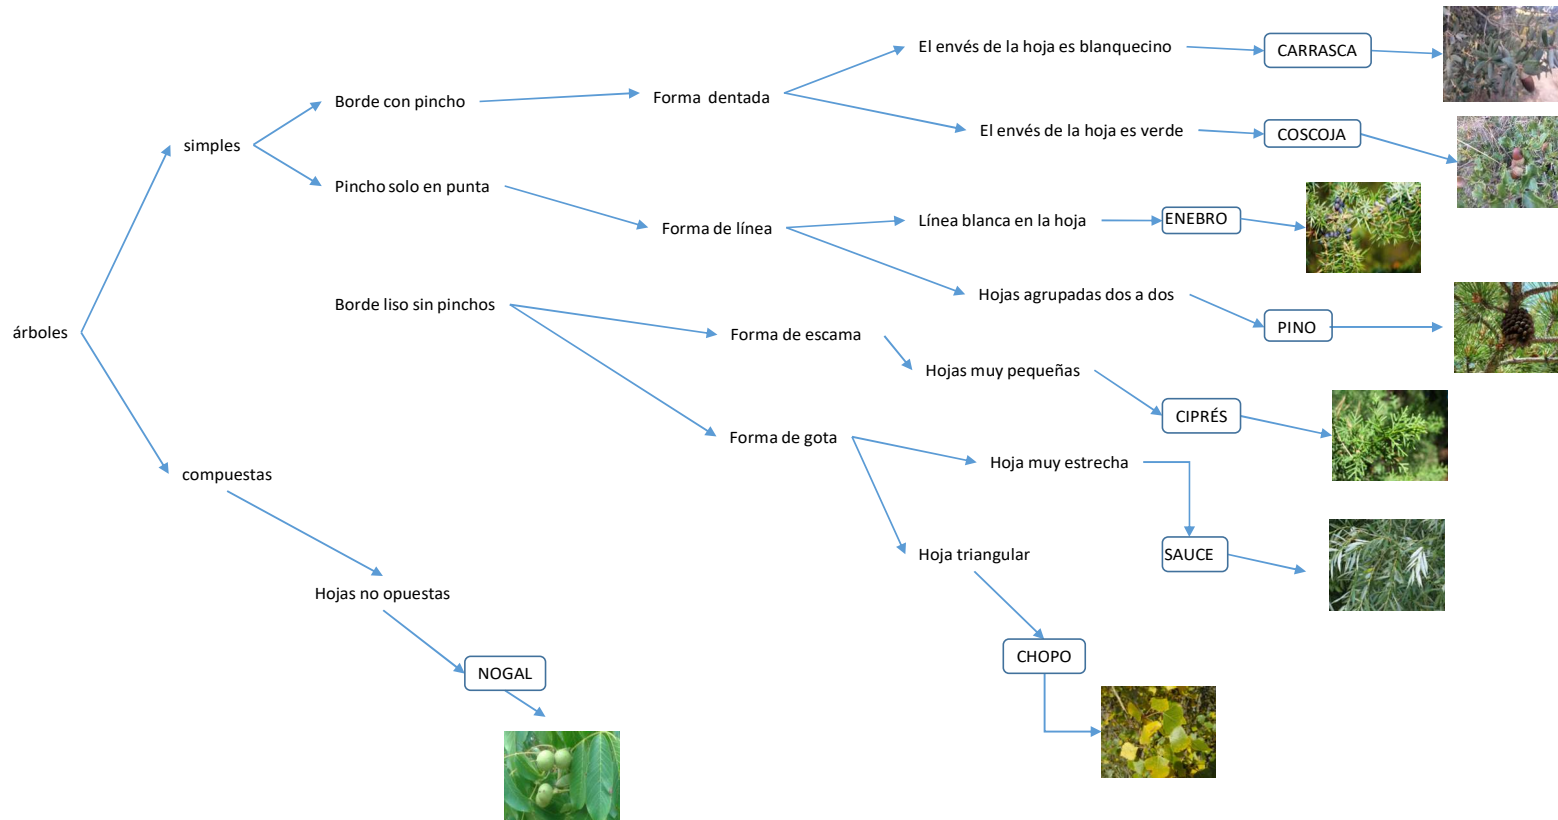 El envés de la hoja es blanquecino
CARRASCA
Borde con pincho
Forma dentada
El envés de la hoja es verde
COSCOJA
simples
Pincho solo en punta
Forma de línea
Línea blanca en la hoja
ENEBRO
Hojas agrupadas dos a dos
PINO
Borde liso sin pinchos
árboles
Forma de escama
Hojas muy pequeñas
CIPRÉS
Forma de gota
Hoja muy estrecha
SAUCE
compuestas
Hoja triangular
Hojas no opuestas
CHOPO
NOGAL